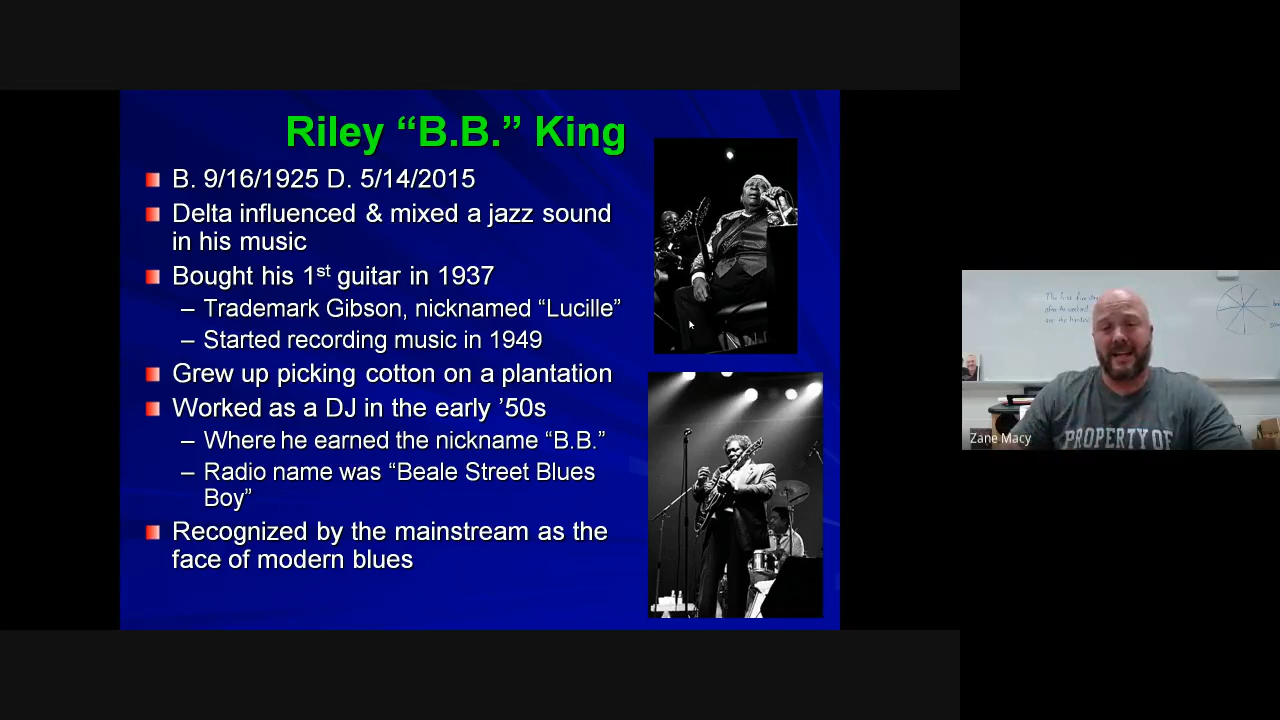 Riley “B.B.” King
B. 9/16/1925 D. 5/14/2015
Delta influenced & mixed a jazz sound
in his music
Bought his 1st guitar in 1937
– Trademark Gibson, nicknamed “Lucille”
– Started recording music in 1949
Grew up picking cotton on a plantation
Worked as a DJ in the early ’50s
– Where he earned the nickname “B.B.”
– Radio name was “Beale Street Blues
Boy”
Recognized by the mainstream as the
face of modern blues
The first five
PROPERTY OF
Zane Macy